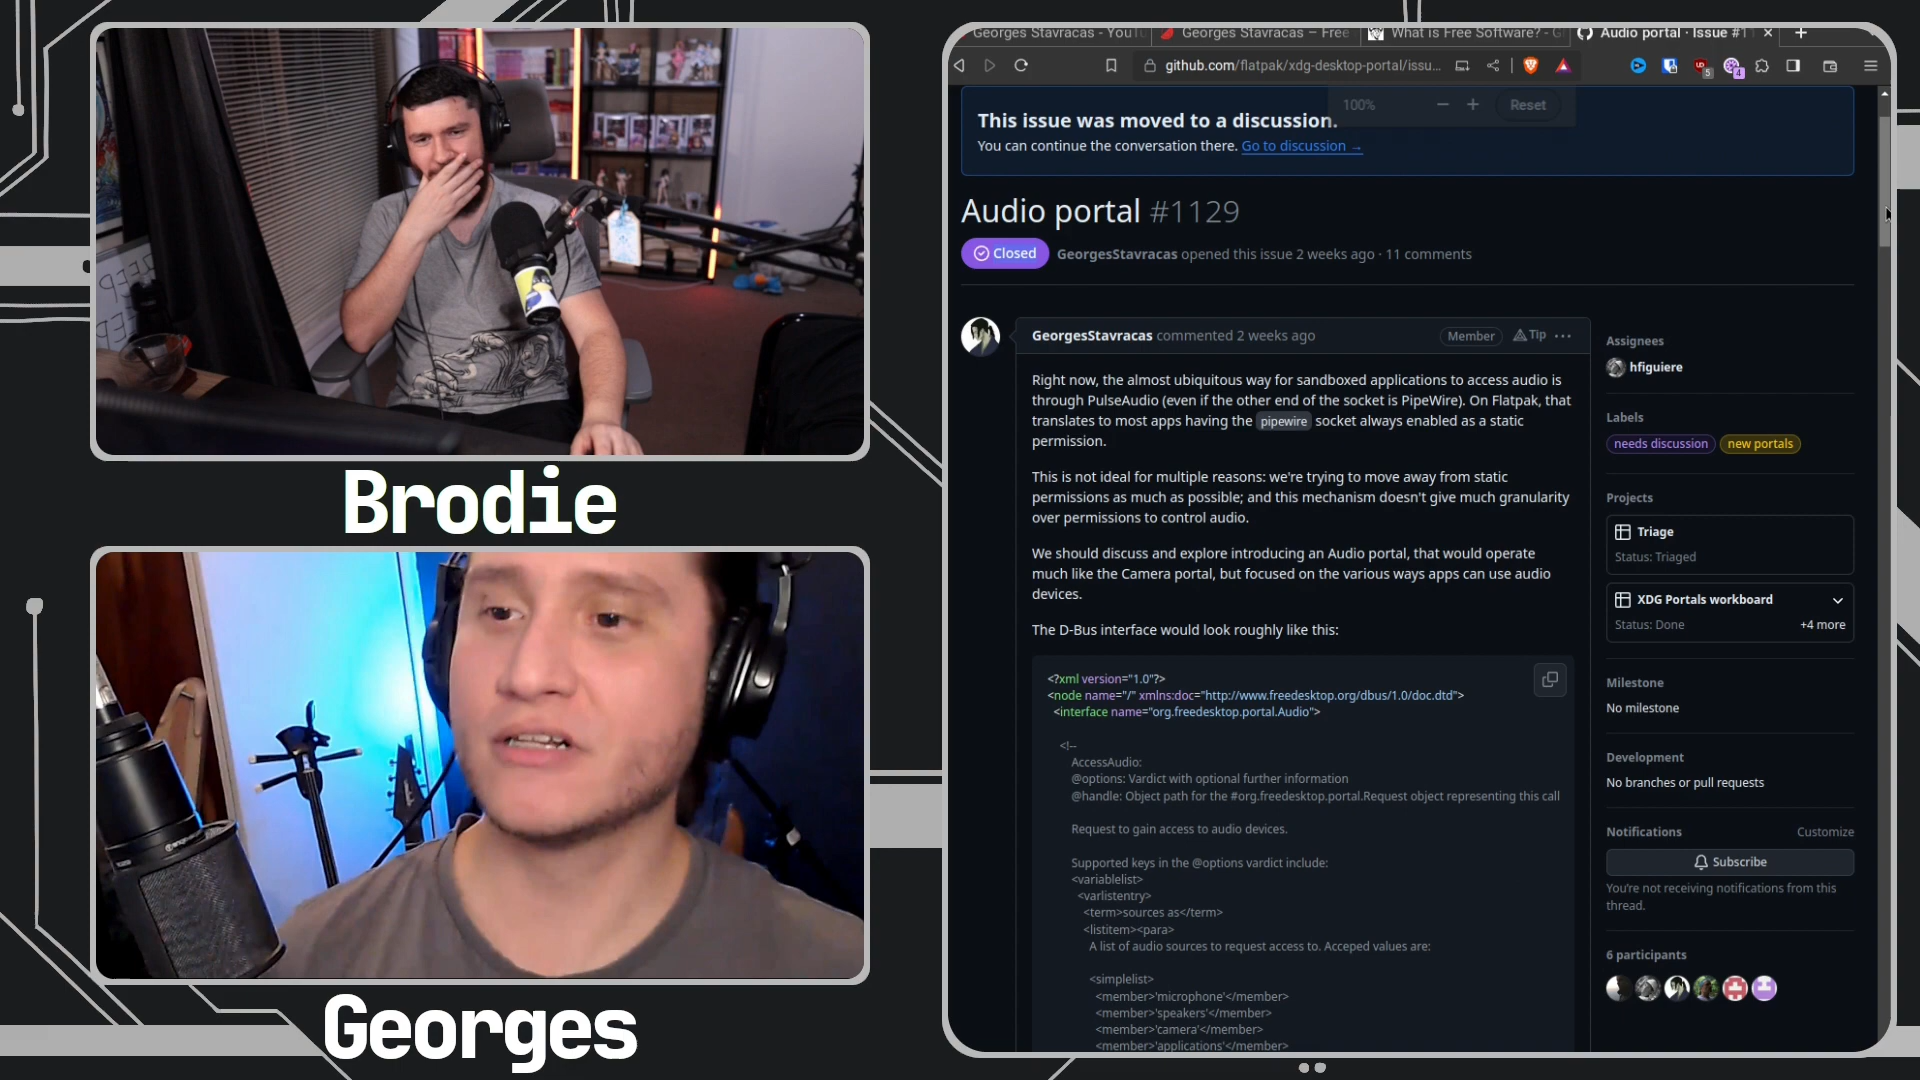 Brodie
Georges
Georges Stavracas - YouTu
Georges Stavracas – Free
What is Free Software? - G
Audio portal · Issue #11
github.com/flatpak/xdg-desktop-portal/issu...
5
4
100%
Reset
This issue was moved to a discussion.
You can continue the conversation there. Go to discussion →
Audio portal #1129
Closed
GeorgesStavracas opened this issue 2 weeks ago · 11 comments
GeorgesStavracas commented 2 weeks ago
Member
Tip
Right now, the almost ubiquitous way for sandboxed applications to access audio is
through PulseAudio (even if the other end of the socket is PipeWire). On Flatpak, that
translates to most apps having the pipewire socket always enabled as a static
permission.
This is not ideal for multiple reasons: we're trying to move away from static
permissions as much as possible; and this mechanism doesn't give much granularity
over permissions to control audio.
We should discuss and explore introducing an Audio portal, that would operate
much like the Camera portal, but focused on the various ways apps can use audio
devices.
The D-Bus interface would look roughly like this:
<?xml version="1.0"?>
<node name="/" xmlns:doc="http://www.freedesktop.org/dbus/1.0/doc.dtd">
<interface name="org.freedesktop.portal.Audio">
<!--
AccessAudio:
@options: Vardict with optional further information
@handle: Object path for the #org.freedesktop.portal.Request object representing this call
Request to gain access to audio devices.
Supported keys in the @options vardict include:
<variablelist>
<varlistentry>
<term>sources as</term>
<listitem><para>
A list of audio sources to request access to. Acceped values are:
<simplelist>
<member>'microphone'</member>
<member>'speakers'</member>
<member>'camera'</member>
<member>'applications'</member>
Assignees
hfiguiere
Labels
needs discussion
new portals
Projects
Triage
Status: Triaged
XDG Portals workboard
Status: Done
+4 more
Milestone
No milestone
Development
No branches or pull requests
Notifications
Customize
Subscribe
You're not receiving notifications from this
thread.
6 participants